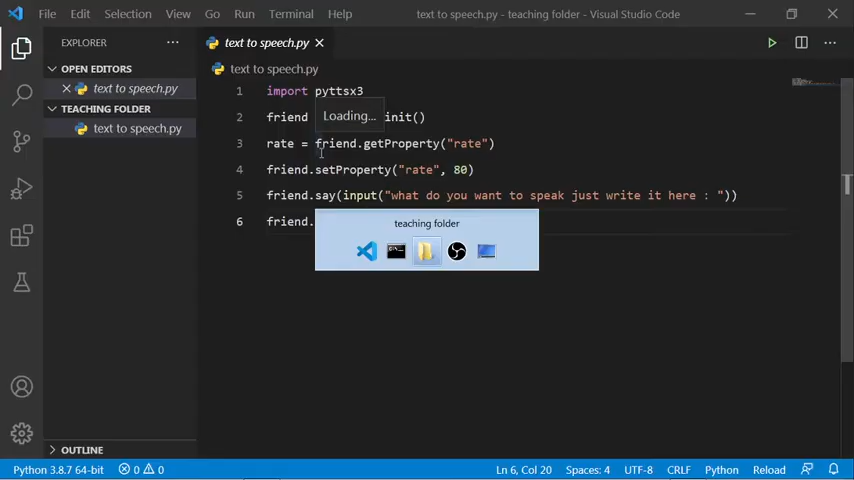 File Edit Selection View Go Run Terminal Help
text to speech.py - teaching folder - Visual Studio Code
EXPLORER
OPEN EDITORS
text to speech.py
TEACHING FOLDER
text to speech.py
OUTLINE
text to speech.py
text to speech.py
1 import pyttsx3
Loading...
2 friend init()
3 rate = friend.getProperty("rate")
4 friend.setProperty("rate", 80)
5 friend.say(input("what do you want to speak just write it here : "))
6 friend.
teaching folder
Python 3.8.7 64-bit 0 0 Ln 6, Col 20 Spaces: 4 UTF-8 CRLF Python Reload